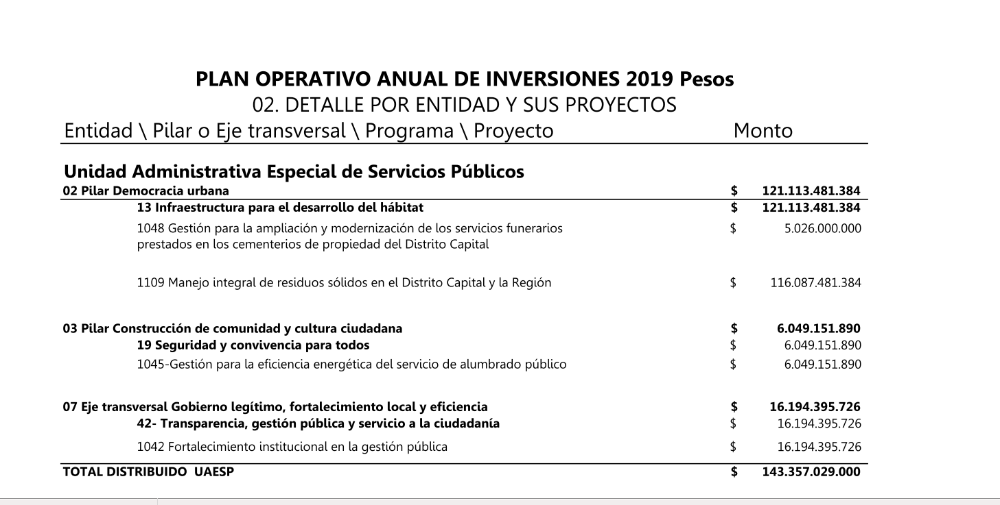 PLAN OPERATIVO ANUAL DE INVERSIONES 2019 Pesos
02. DETALLE POR ENTIDAD Y SUS PROYECTOS
Entidad \ Pilar o Eje transversal \ Programa \ Proyecto Monto
Unidad Administrativa Especial de Servicios Públicos
02 Pilar Democracia urbana $ 121.113.481.384
13 Infraestructura para el desarrollo del hábitat $ 121.113.481.384
1048 Gestión para la ampliación y modernización de los servicios funerarios $ 5.026.000.000
prestados en los cementerios de propiedad del Distrito Capital
1109 Manejo integral de residuos sólidos en el Distrito Capital y la Región $ 116.087.481.384
03 Pilar Construcción de comunidad y cultura ciudadana $ 6.049.151.890
19 Seguridad y convivencia para todos $ 6.049.151.890
1045-Gestión para la eficiencia energética del servicio de alumbrado público $ 6.049.151.890
07 Eje transversal Gobierno legítimo, fortalecimiento local y eficiencia $ 16.194.395.726
42- Transparencia, gestión pública y servicio a la ciudadanía $ 16.194.395.726
1042 Fortalecimiento institucional en la gestión pública $ 16.194.395.726
TOTAL DISTRIBUIDO UAESP $ 143.357.029.000